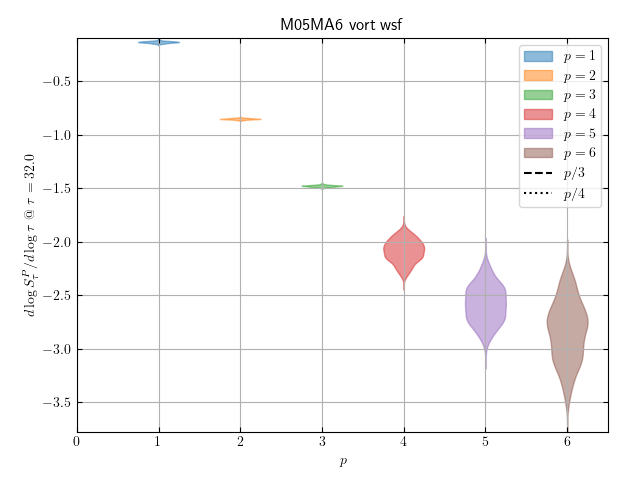 M05MA6 vort wsf
d log S_τ^P / d log τ @ τ = 32.0
−0.5
−1.0
−1.5
−2.0
−2.5
−3.0
−3.5
0
1
2
3
4
5
6
p
p = 1
p = 2
p = 3
p = 4
p = 5
p = 6
p/3
p/4